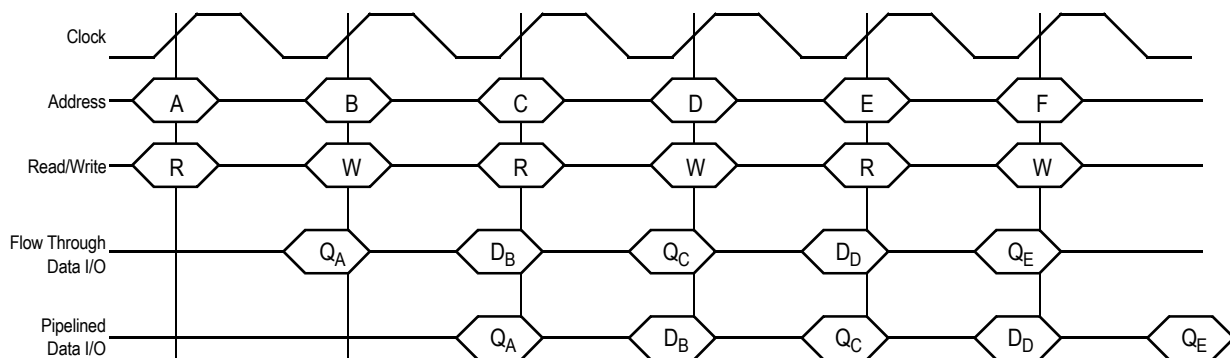 Clock
Address A B C D E F
Read/Write R W R W R W
Flow Through
Data I/O QA DB QC DD QE
Pipelined
Data I/O QA DB QC DD QE